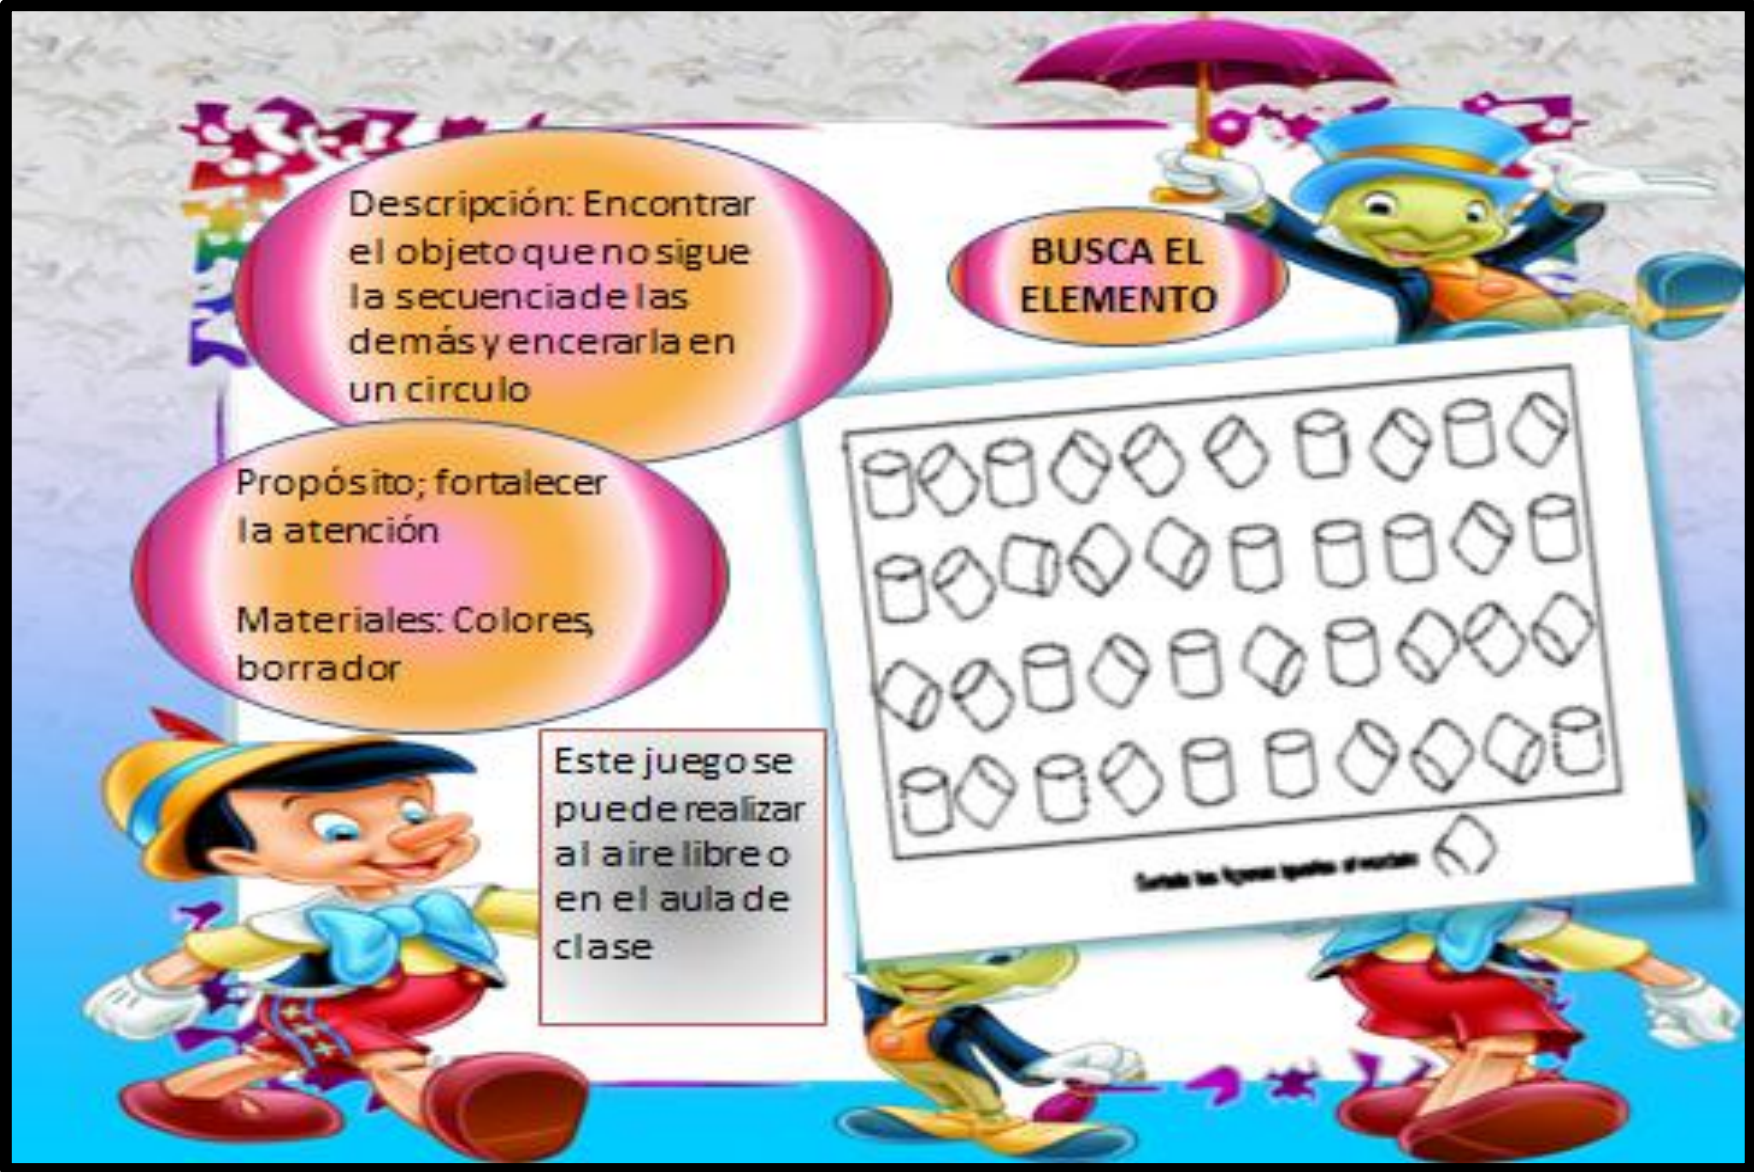 Descripción: Encontrar
el objeto que no sigue
la secuencia de las
demás y encerarla en
un circulo
BUSCA EL
ELEMENTO
Propósito; fortalecer
la atención
Materiales: Colores,
borrador
Este juego se
puede realizar
al aire libre o
en el aula de
clase